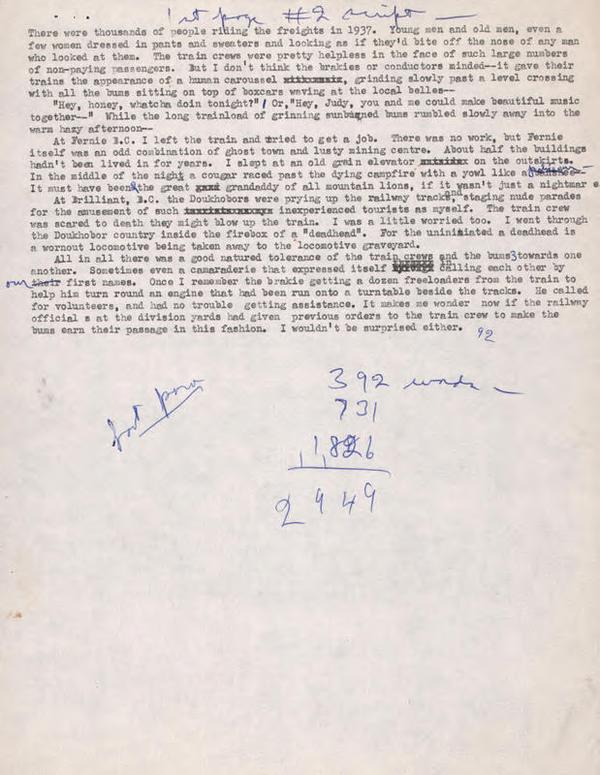 ... 1st page #2 script —
There were thousands of people riding the freights in 1937.  Young men and old men, even a
few women dressed in pants and sweaters and looking as if they'd bite off the nose of any man
who looked at them.  The train crews were pretty helpless in the face of such large numbers
of non-paying passengers.  But I don't think the brakies or conductors minded--it gave their
trains the appearance of a human carousel, grinding slowly past a level crossing
with all the bums sitting on top of boxcars waving at the local belles--
"Hey, honey, whatcha doin tonight?" / Or,"Hey, Judy, you and me could make beautiful music
together--"  While the long trainload of grinning sunburned bums rumbled slowly away into the
warm hazy afternoon--
At Fernie B.C. I left the train and tried to get a job.  There was no work, but Fernie
itself was an odd combination of ghost town and lusty mining centre.  About half the buildings
hadn't been lived in for years.  I slept at an old grain elevator on the outskirts.
In the middle of the night a cougar raced past the dying campfire with a yowl like a
It must have been the great grandaddy of all mountain lions, if it wasn't just a nightmar e
At Brilliant, B.C. the Doukhobors were prying up the railway tracks, and staging nude parades
for the amusement of such inexperienced tourists as myself.  The train crew
was scared to death they might blow up the train.  I was a little worried too.  I went through
the Doukhobor country inside the firebox of a "deadhead".  For the uninitiated a deadhead is
a wornout locomotive being taken away to the locomotive graveyard.
All in all there was a good natured tolerance of the train crews and the bums towards one
another.  Sometimes even a camaraderie that expressed itself in calling each other by
our their first names.  Once I remember the brakie getting a dozen freeloaders from the train to
help him turn round an engine that had been run onto a turntable beside the tracks.  He called
for volunteers, and had no trouble getting assistance.  It makes me wonder now if the railway
official s at the division yards had given previous orders to the train crew to make the
bums earn their passage in this fashion.  I wouldn't be surprised either.
92
392 words —
731
1,826
2949